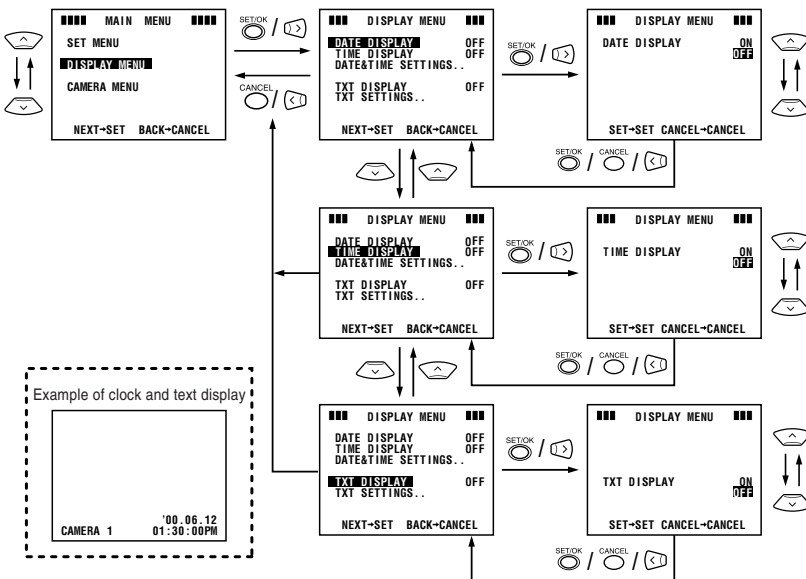 MAIN MENU
SET MENU
DISPLAY MENU
CAMERA MENU
NEXT→SET BACK→CANCEL
SET/OK
/
CANCEL
/
DISPLAY MENU
DATE DISPLAY OFF
TIME DISPLAY OFF
DATE&TIME SETTINGS..
TXT DISPLAY OFF
TXT SETTINGS..
NEXT→SET BACK→CANCEL
SET/OK
/
DISPLAY MENU
DATE DISPLAY ON
OFF
SET→SET CANCEL→CANCEL
SET/OK / CANCEL /
DISPLAY MENU
DATE DISPLAY OFF
TIME DISPLAY OFF
DATE&TIME SETTINGS..
TXT DISPLAY OFF
TXT SETTINGS..
NEXT→SET BACK→CANCEL
SET/OK
/
DISPLAY MENU
TIME DISPLAY ON
OFF
SET→SET CANCEL→CANCEL
SET/OK / CANCEL /
Example of clock and text display
'00.06.12
CAMERA 1 01:30:00PM
DISPLAY MENU
DATE DISPLAY OFF
TIME DISPLAY OFF
DATE&TIME SETTINGS..
TXT DISPLAY OFF
TXT SETTINGS..
NEXT→SET BACK→CANCEL
SET/OK
/
DISPLAY MENU
TXT DISPLAY ON
OFF
SET→SET CANCEL→CANCEL
SET/OK / CANCEL /